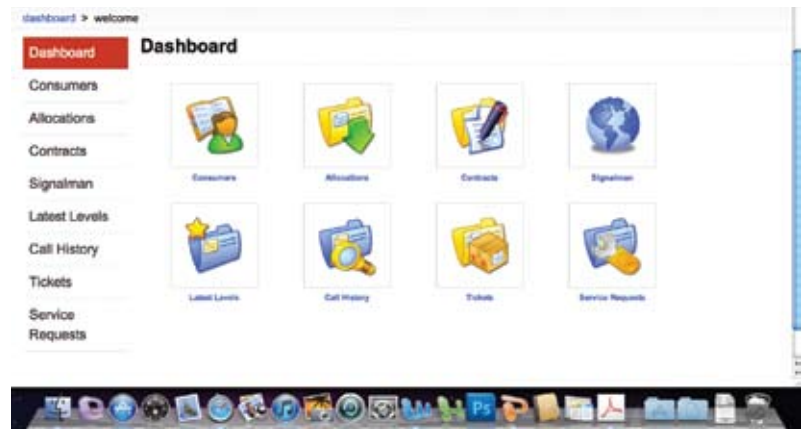 dashboard > welcome
Dashboard
Dashboard
Consumers
Allocations
Contracts
Signalman
Latest Levels
Call History
Tickets
Service
Requests
Consumers
Allocations
Contracts
Signalman
Latest Levels
Call History
Tickets
Service Requests
Ps